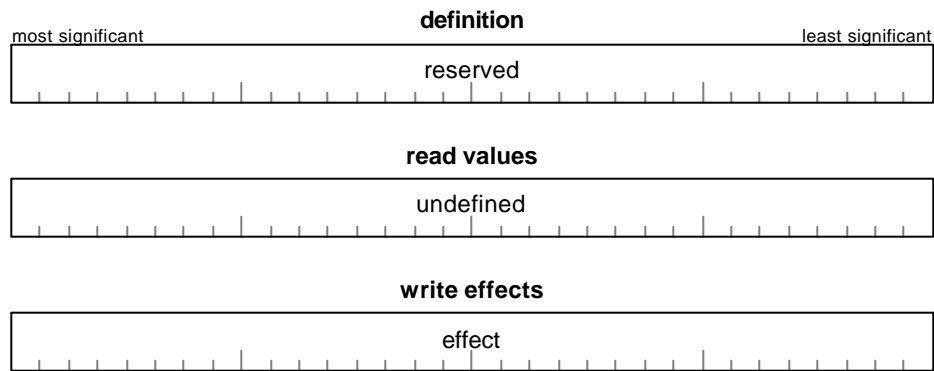 definition
most significant least significant
reserved
read values
undefined
write effects
effect